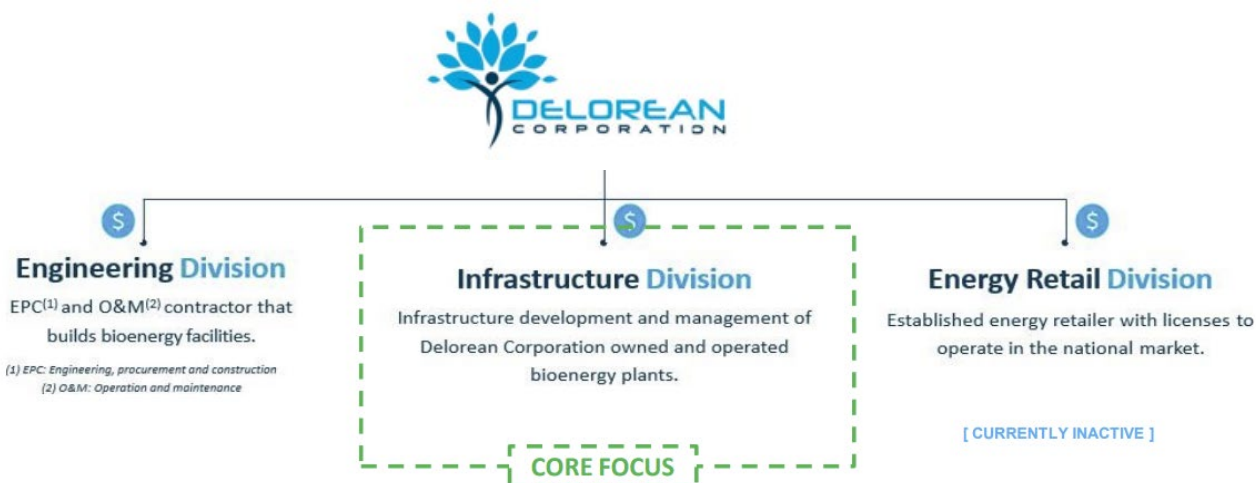 DELOREAN
CORPORATION
$
$
$
Engineering Division
EPC(1) and O&M(2) contractor that
builds bioenergy facilities.
(1) EPC: Engineering, procurement and construction
(2) O&M: Operation and maintenance
Infrastructure Division
Infrastructure development and management of
Delorean Corporation owned and operated
bioenergy plants.
CORE FOCUS
Energy Retail Division
Established energy retailer with licenses to
operate in the national market.
[ CURRENTLY INACTIVE ]